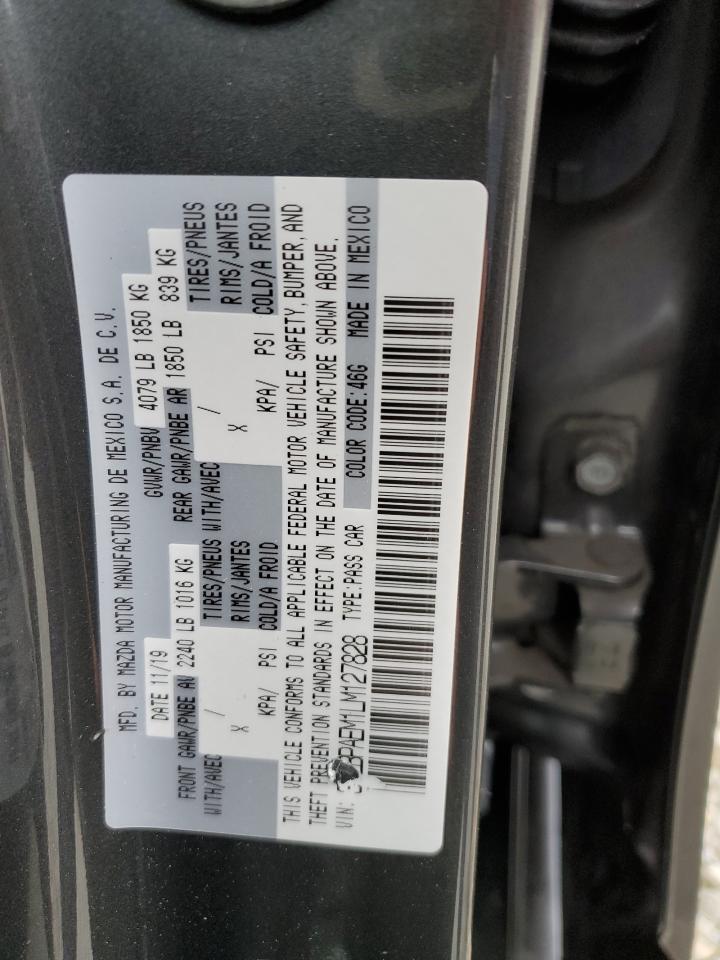 MFD. BY MAZDA MOTOR MANUFACTURING DE MEXICO S.A. DE C.V.
DATE 11/19 GVWR/PNBV 4079 LB 1850 KG
FRONT GAWR/PNBE AV 2240 LB 1016 KG REAR GAWR/PNBE AR 1850 LB 839 KG
WITH/AVEC / TIRES/PNEUS WITH/AVEC / TIRES/PNEUS
X RIMS/JANTES X RIMS/JANTES
KPA/ PSI COLD/A FROID KPA/ PSI COLD/A FROID
THIS VEHICLE CONFORMS TO ALL APPLICABLE FEDERAL MOTOR VEHICLE SAFETY, BUMPER, AND
THEFT PREVENTION STANDARDS IN EFFECT ON THE DATE OF MANUFACTURE SHOWN ABOVE.
VIN: BPAEM1LM127828 TYPE:PASS CAR COLOR CODE:46G MADE IN MEXICO